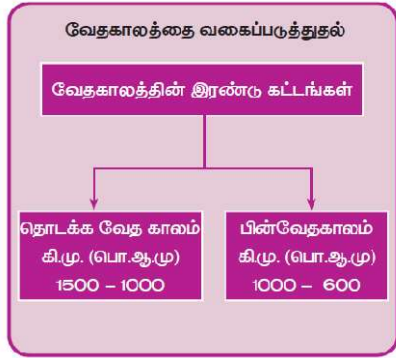 வேதகாலத்தை வகைப்படுத்துதல்
வேதகாலத்தின் இரண்டு கட்டங்கள்
தொடக்க வேத காலம்
கி.மு. (பொ.ஆ.மு)
1500 – 1000
பின்வேதகாலம்
கி.மு. (பொ.ஆ.மு)
1000 – 600